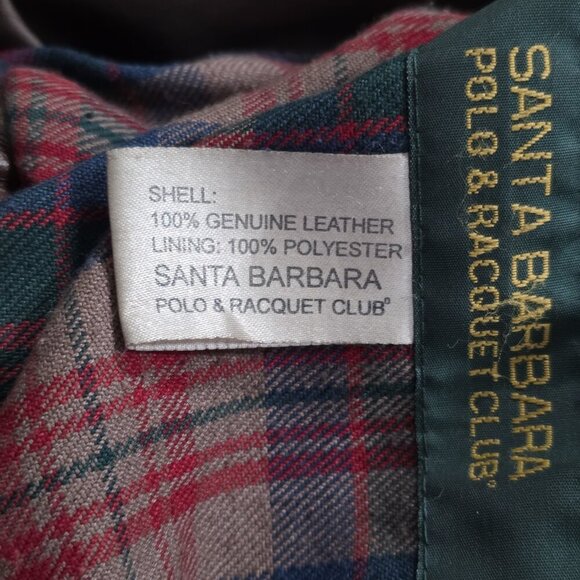 SHELL:
100% GENUINE LEATHER
LINING: 100% POLYESTER
SANTA BARBARA
POLO & RACQUET CLUB®
SANTA BARBARA
POLO & RACQUET CLUB®